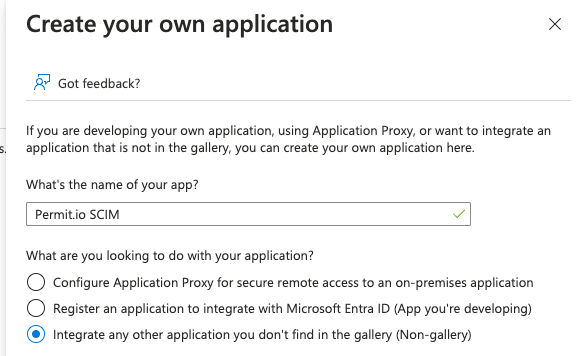 Create your own application
Got feedback?
s.
If you are developing your own application, using Application Proxy, or want to integrate an
application that is not in the gallery, you can create your own application here.
What's the name of your app?
Permit.io SCIM
What are you looking to do with your application?
Configure Application Proxy for secure remote access to an on-premises application
Register an application to integrate with Microsoft Entra ID (App you're developing)
Integrate any other application you don't find in the gallery (Non-gallery)